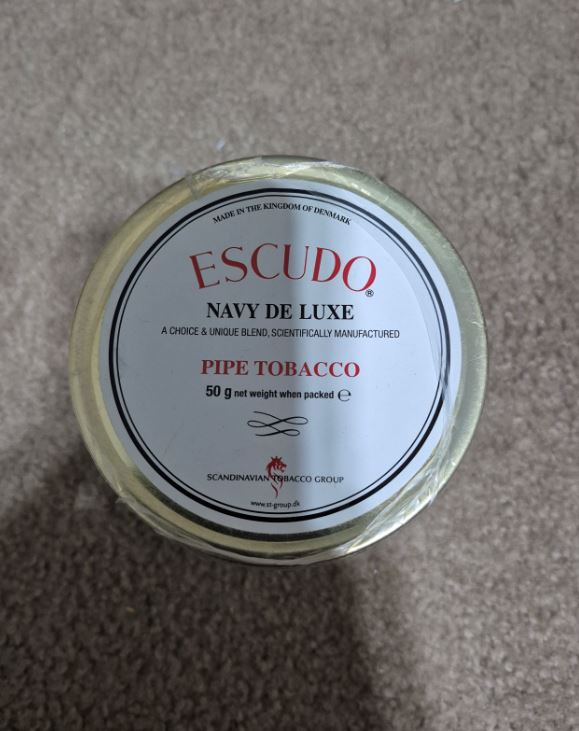 MADE IN THE KINGDOM OF DENMARK
ESCUDO®
NAVY DE LUXE
A CHOICE & UNIQUE BLEND, SCIENTIFICALLY MANUFACTURED
PIPE TOBACCO
50 g net weight when packed ℮
SCANDINAVIAN TOBACCO GROUP
www.st-group.dk